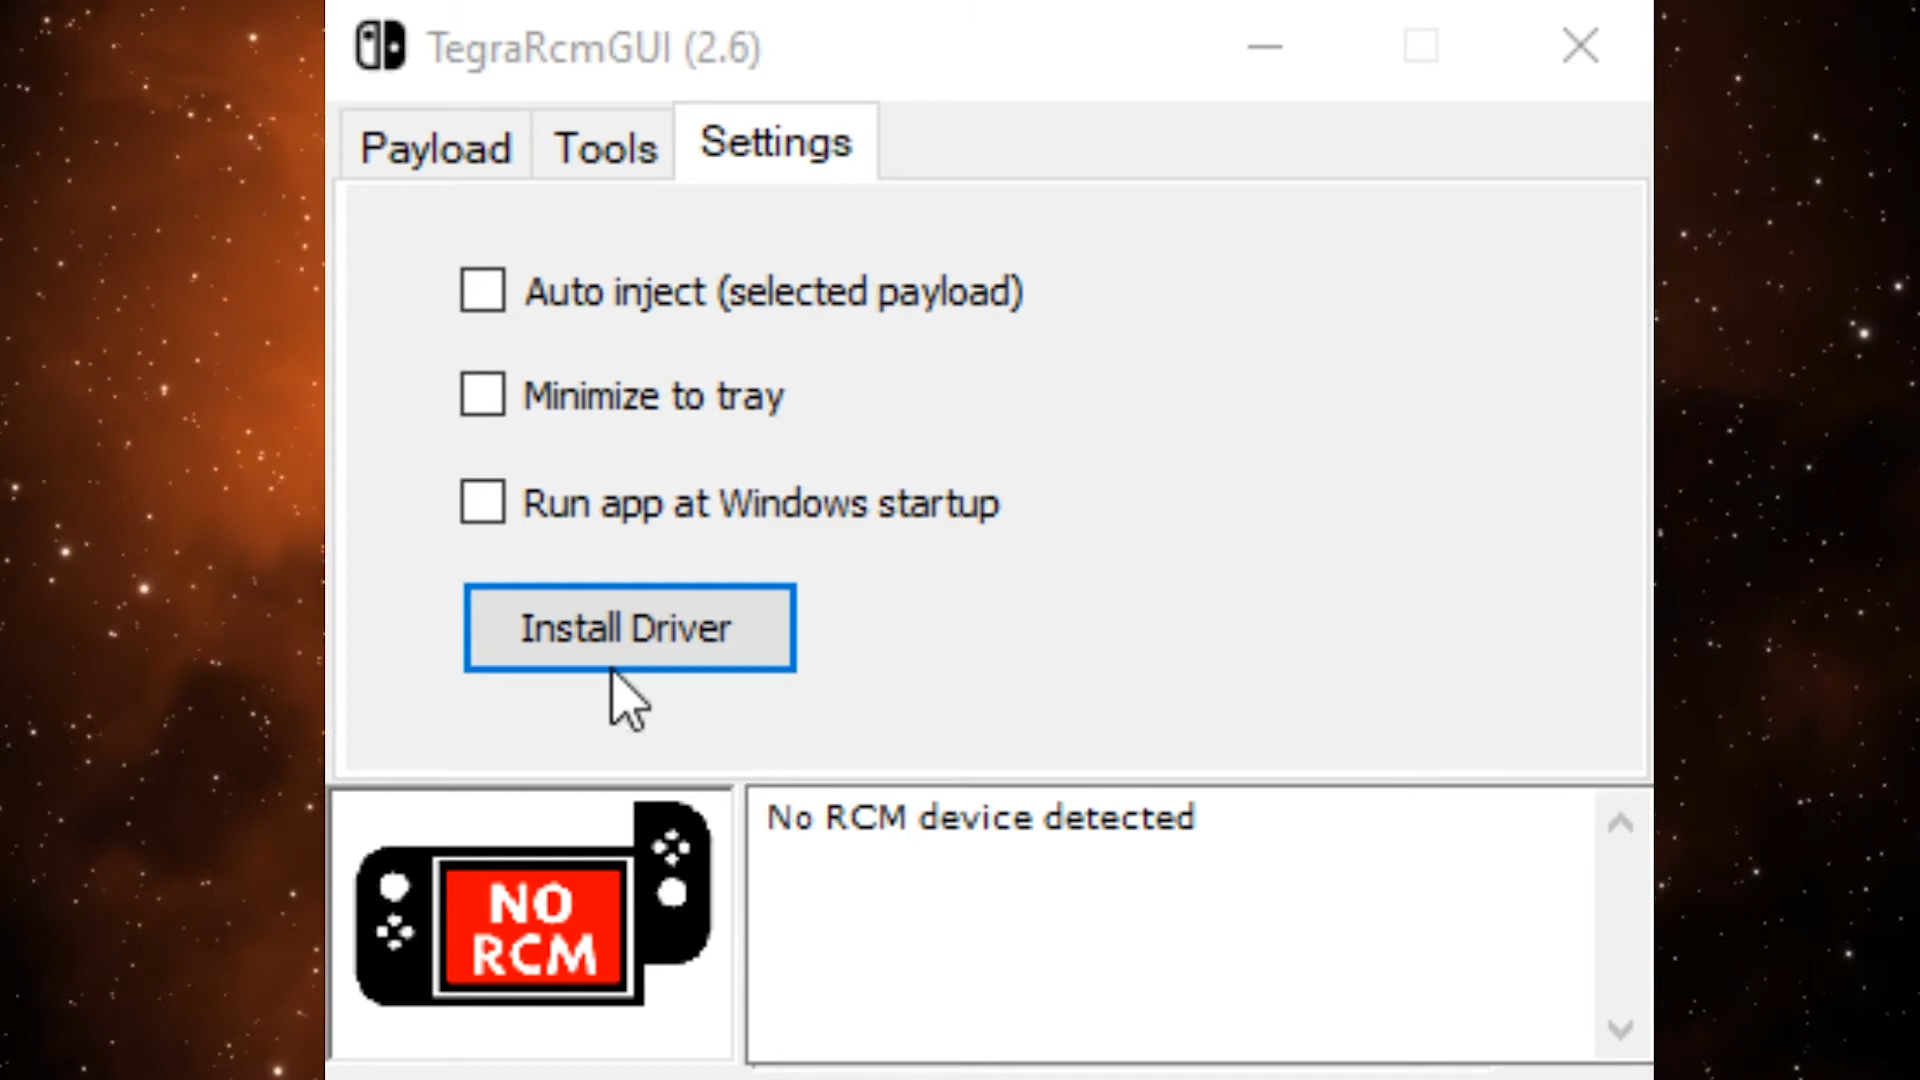 TegraRcmGUI (2.6)
Payload
Tools
Settings
Auto inject (selected payload)
Minimize to tray
Run app at Windows startup
Install Driver
NO
RCM
No RCM device detected